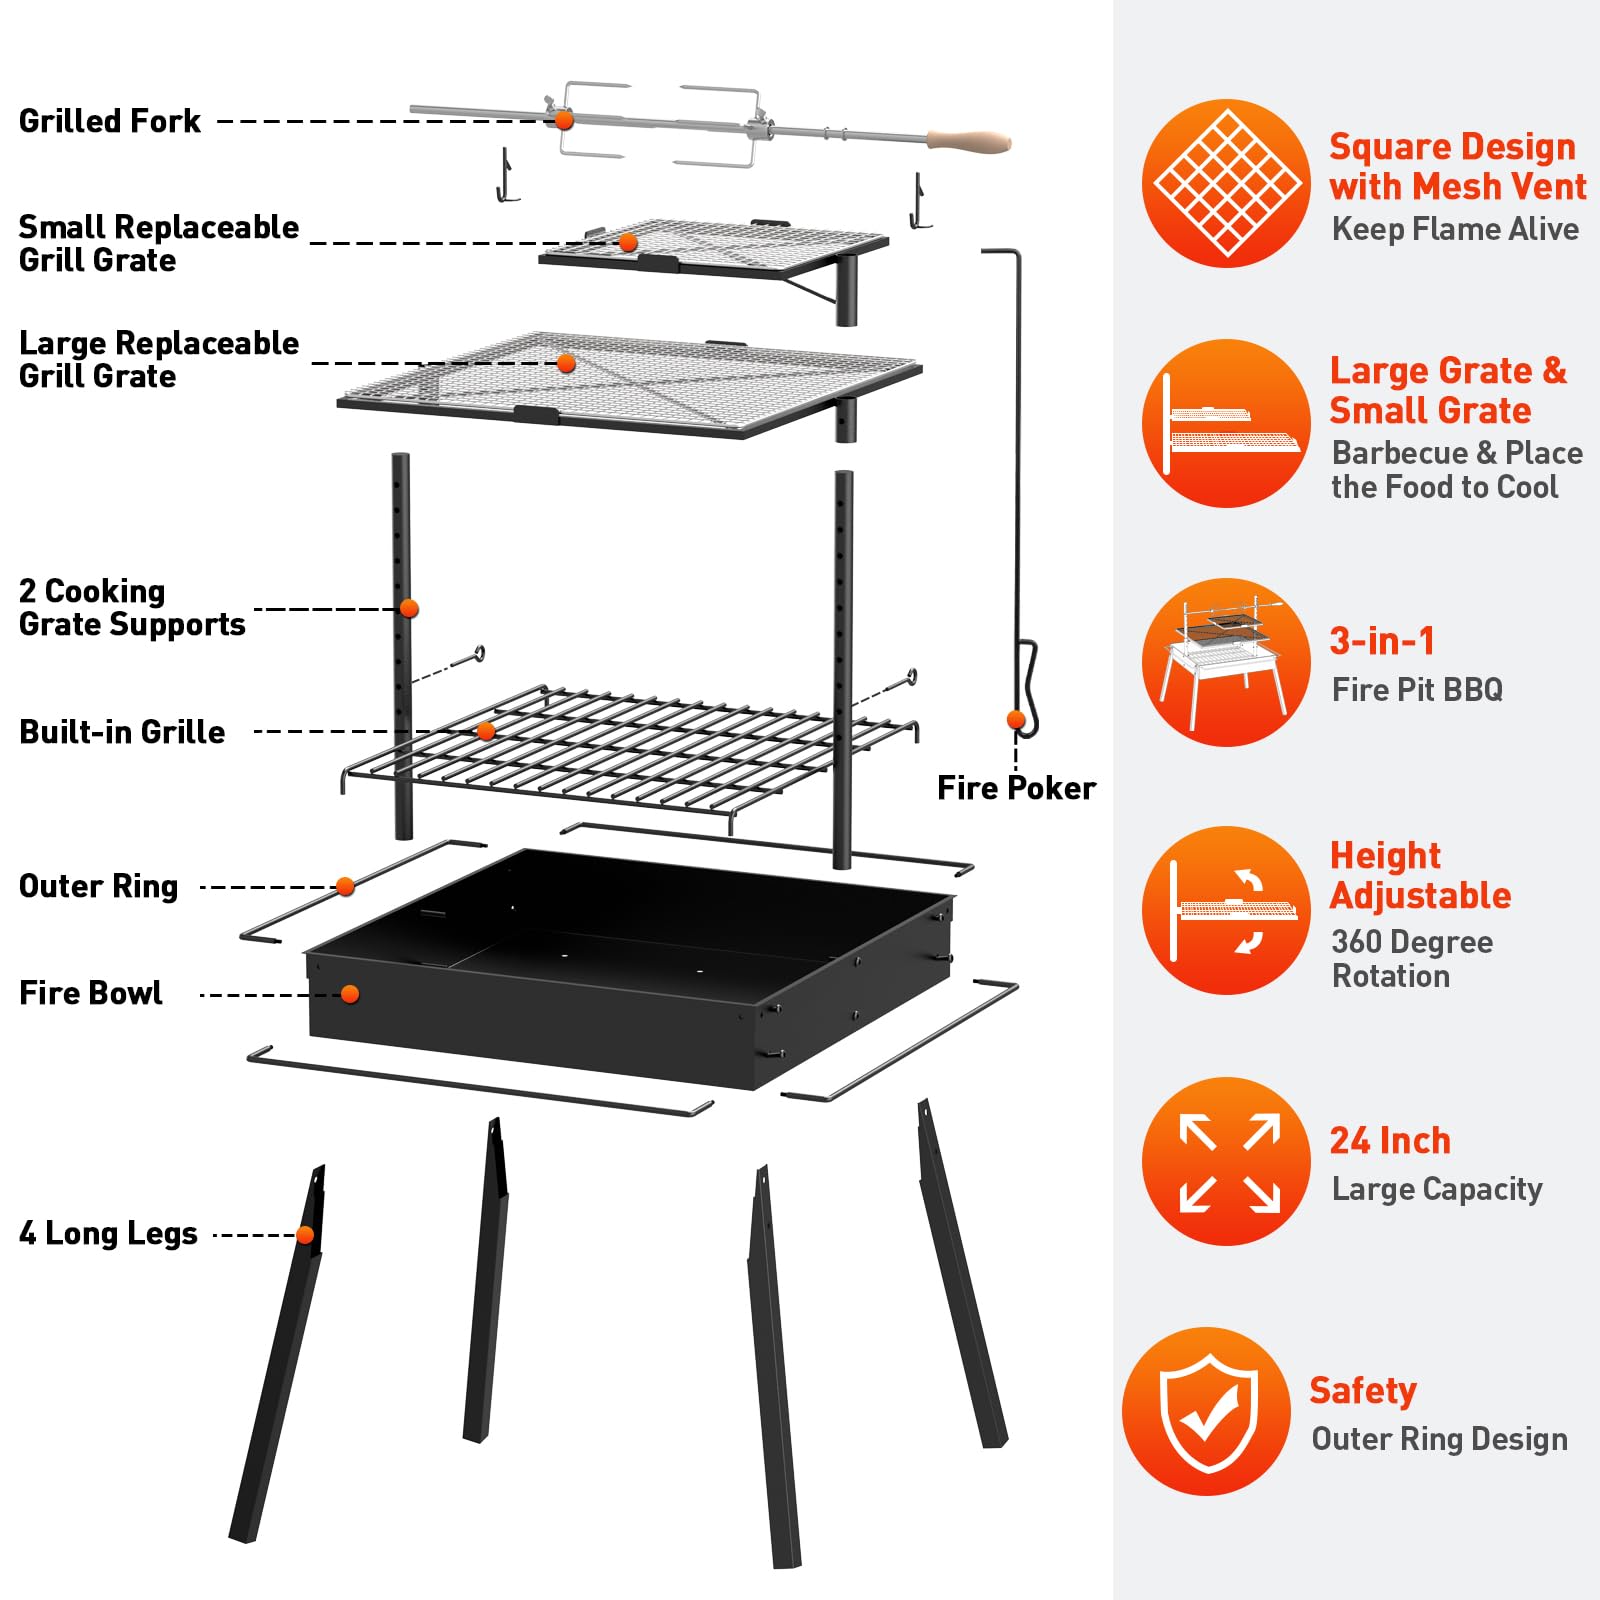 Grilled Fork
Small Replaceable
Grill Grate
Large Replaceable
Grill Grate
2 Cooking
Grate Supports
Built-in Grille
Fire Poker
Outer Ring
Fire Bowl
4 Long Legs
Square Design
with Mesh Vent
Keep Flame Alive
Large Grate &
Small Grate
Barbecue & Place
the Food to Cool
3-in-1
Fire Pit BBQ
Height
Adjustable
360 Degree
Rotation
24 Inch
Large Capacity
Safety
Outer Ring Design